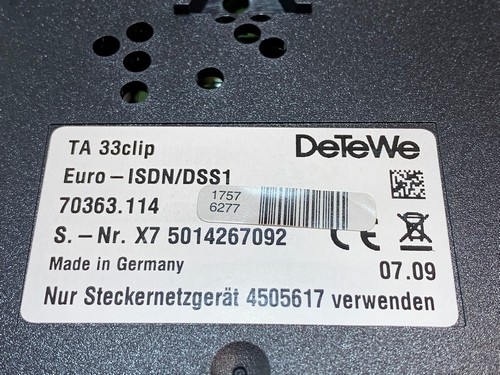 TA 33clip
DeTeWe
Euro-ISDN/DSS1
1757
6277
70363.114
S.-Nr. X7 5014267092
CE
Made in Germany
07.09
Nur Steckernetzgerät 4505617 verwenden